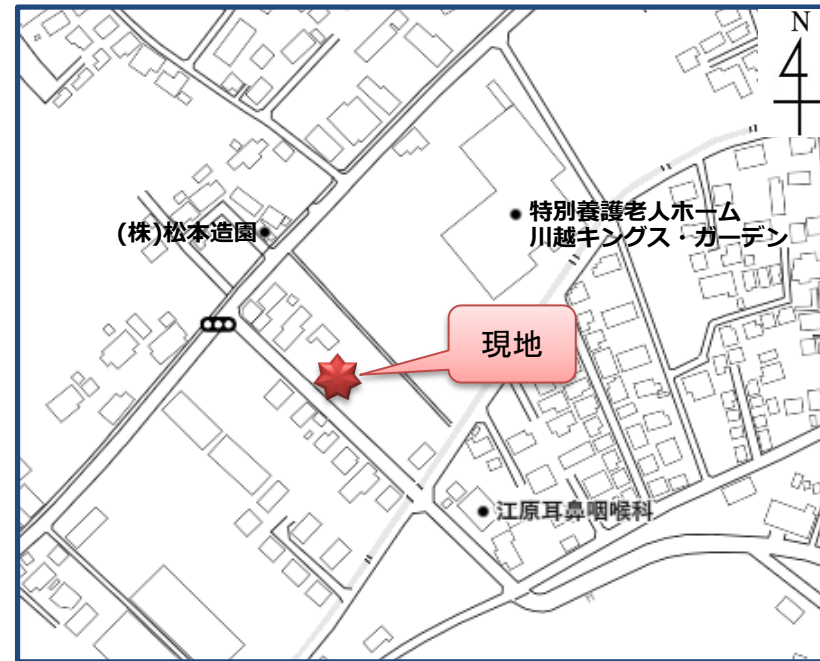 N
特別養護老人ホーム
川越キングス・ガーデン
(株)松本造園
現地
江原耳鼻咽喉科